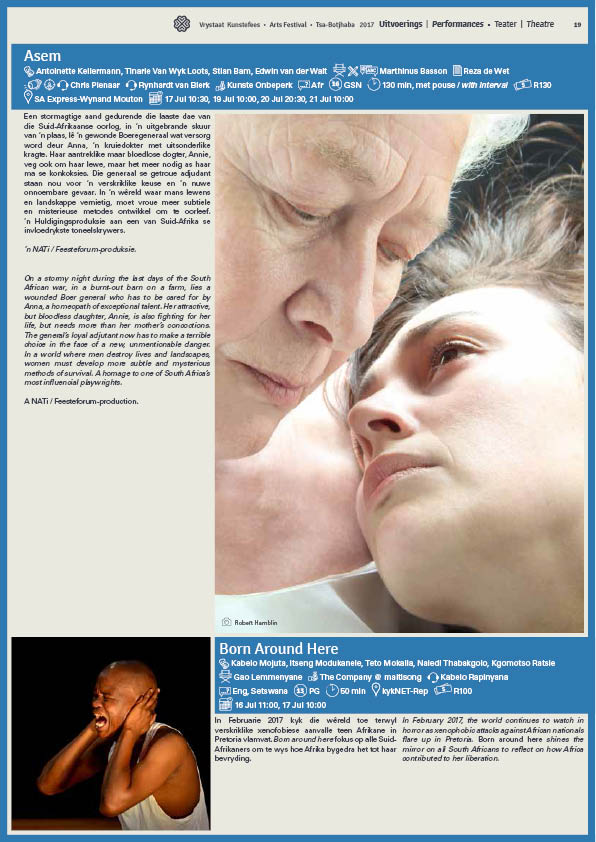 Vrystaat Kunstefees • Arts Festival • Tsa-Botjhaba 2017 Uitvoerings | Performances • Teater | Theatre 19
Asem
Antoinette Kellermann, Tinarie Van Wyk Loots, Stian Bam, Edwin van der Walt Marthinus Basson Reza de Wet
Chris Pienaar Rynhardt van Blerk Kunste Onbeperk Afr 16 GSN 130 min, met pouse / with interval R130
SA Express-Wynand Mouton 17 Jul 10:30, 19 Jul 10:00, 20 Jul 20:30, 21 Jul 10:00
Een stormagtige aand gedurende die laaste dae van
die Suid-Afrikaanse oorlog, in 'n uitgebrande skuur
van 'n plaas, lê 'n gewonde Boeregeneraal wat versorg
word deur Anna, 'n kruiedokter met uitsonderlike
kragte. Haar aantreklike maar bloedlose dogter, Annie,
veg ook om haar lewe, maar het meer nodig as haar
ma se konkoksies. Die generaal se getroue adjudant
staan nou voor 'n verskriklike keuse en 'n nuwe
onnoembare gevaar. In 'n wêreld waar mans lewens
en landskappe vernietig, moet vroue meer subtiele
en misterieuse metodes ontwikkel om te oorleef.
'n Huldigingsproduksie aan een van Suid-Afrika se
invloedrykste toneelskrywers.
'n NATi / Feesteforum-produksie.
On a stormy night during the last days of the South
African war, in a burnt-out barn on a farm, lies a
wounded Boer general who has to be cared for by
Anna, a homeopath of exceptional talent. Her attractive,
but bloodless daughter, Annie, is also fighting for her
life, but needs more than her mother's concoctions.
The general's loyal adjutant now has to make a terrible
choice in the face of a new, unmentionable danger.
In a world where men destroy lives and landscapes,
women must develop more subtle and mysterious
methods of survival. A homage to one of South Africa's
most influencial playwrights.
A NATi / Feesteforum-production.
Robert Hamblin
Born Around Here
Kabelo Mojuta, Itseng Modukanele, Teto Mokaila, Naledi Thabakgolo, Kgomotso Ratsie
Gao Lemmenyane The Company @ maitisong Kabelo Rapinyana
Eng, Setswana PG 50 min kykNET-Rep R100
16 Jul 11:00, 17 Jul 10:00
In Februarie 2017 kyk die wêreld toe terwyl
verskriklike xenofobiese aanvalle teen Afrikane in
Pretoria vlamvat. Born around here fokus op alle Suid-
Afrikaners om te wys hoe Afrika bygedra het tot haar
bevryding.
In February 2017, the world continues to watch in
horror as xenophobic attacks against African nationals
flare up in Pretoria. Born around here shines the
mirror on all South Africans to reflect on how Africa
contributed to her liberation.